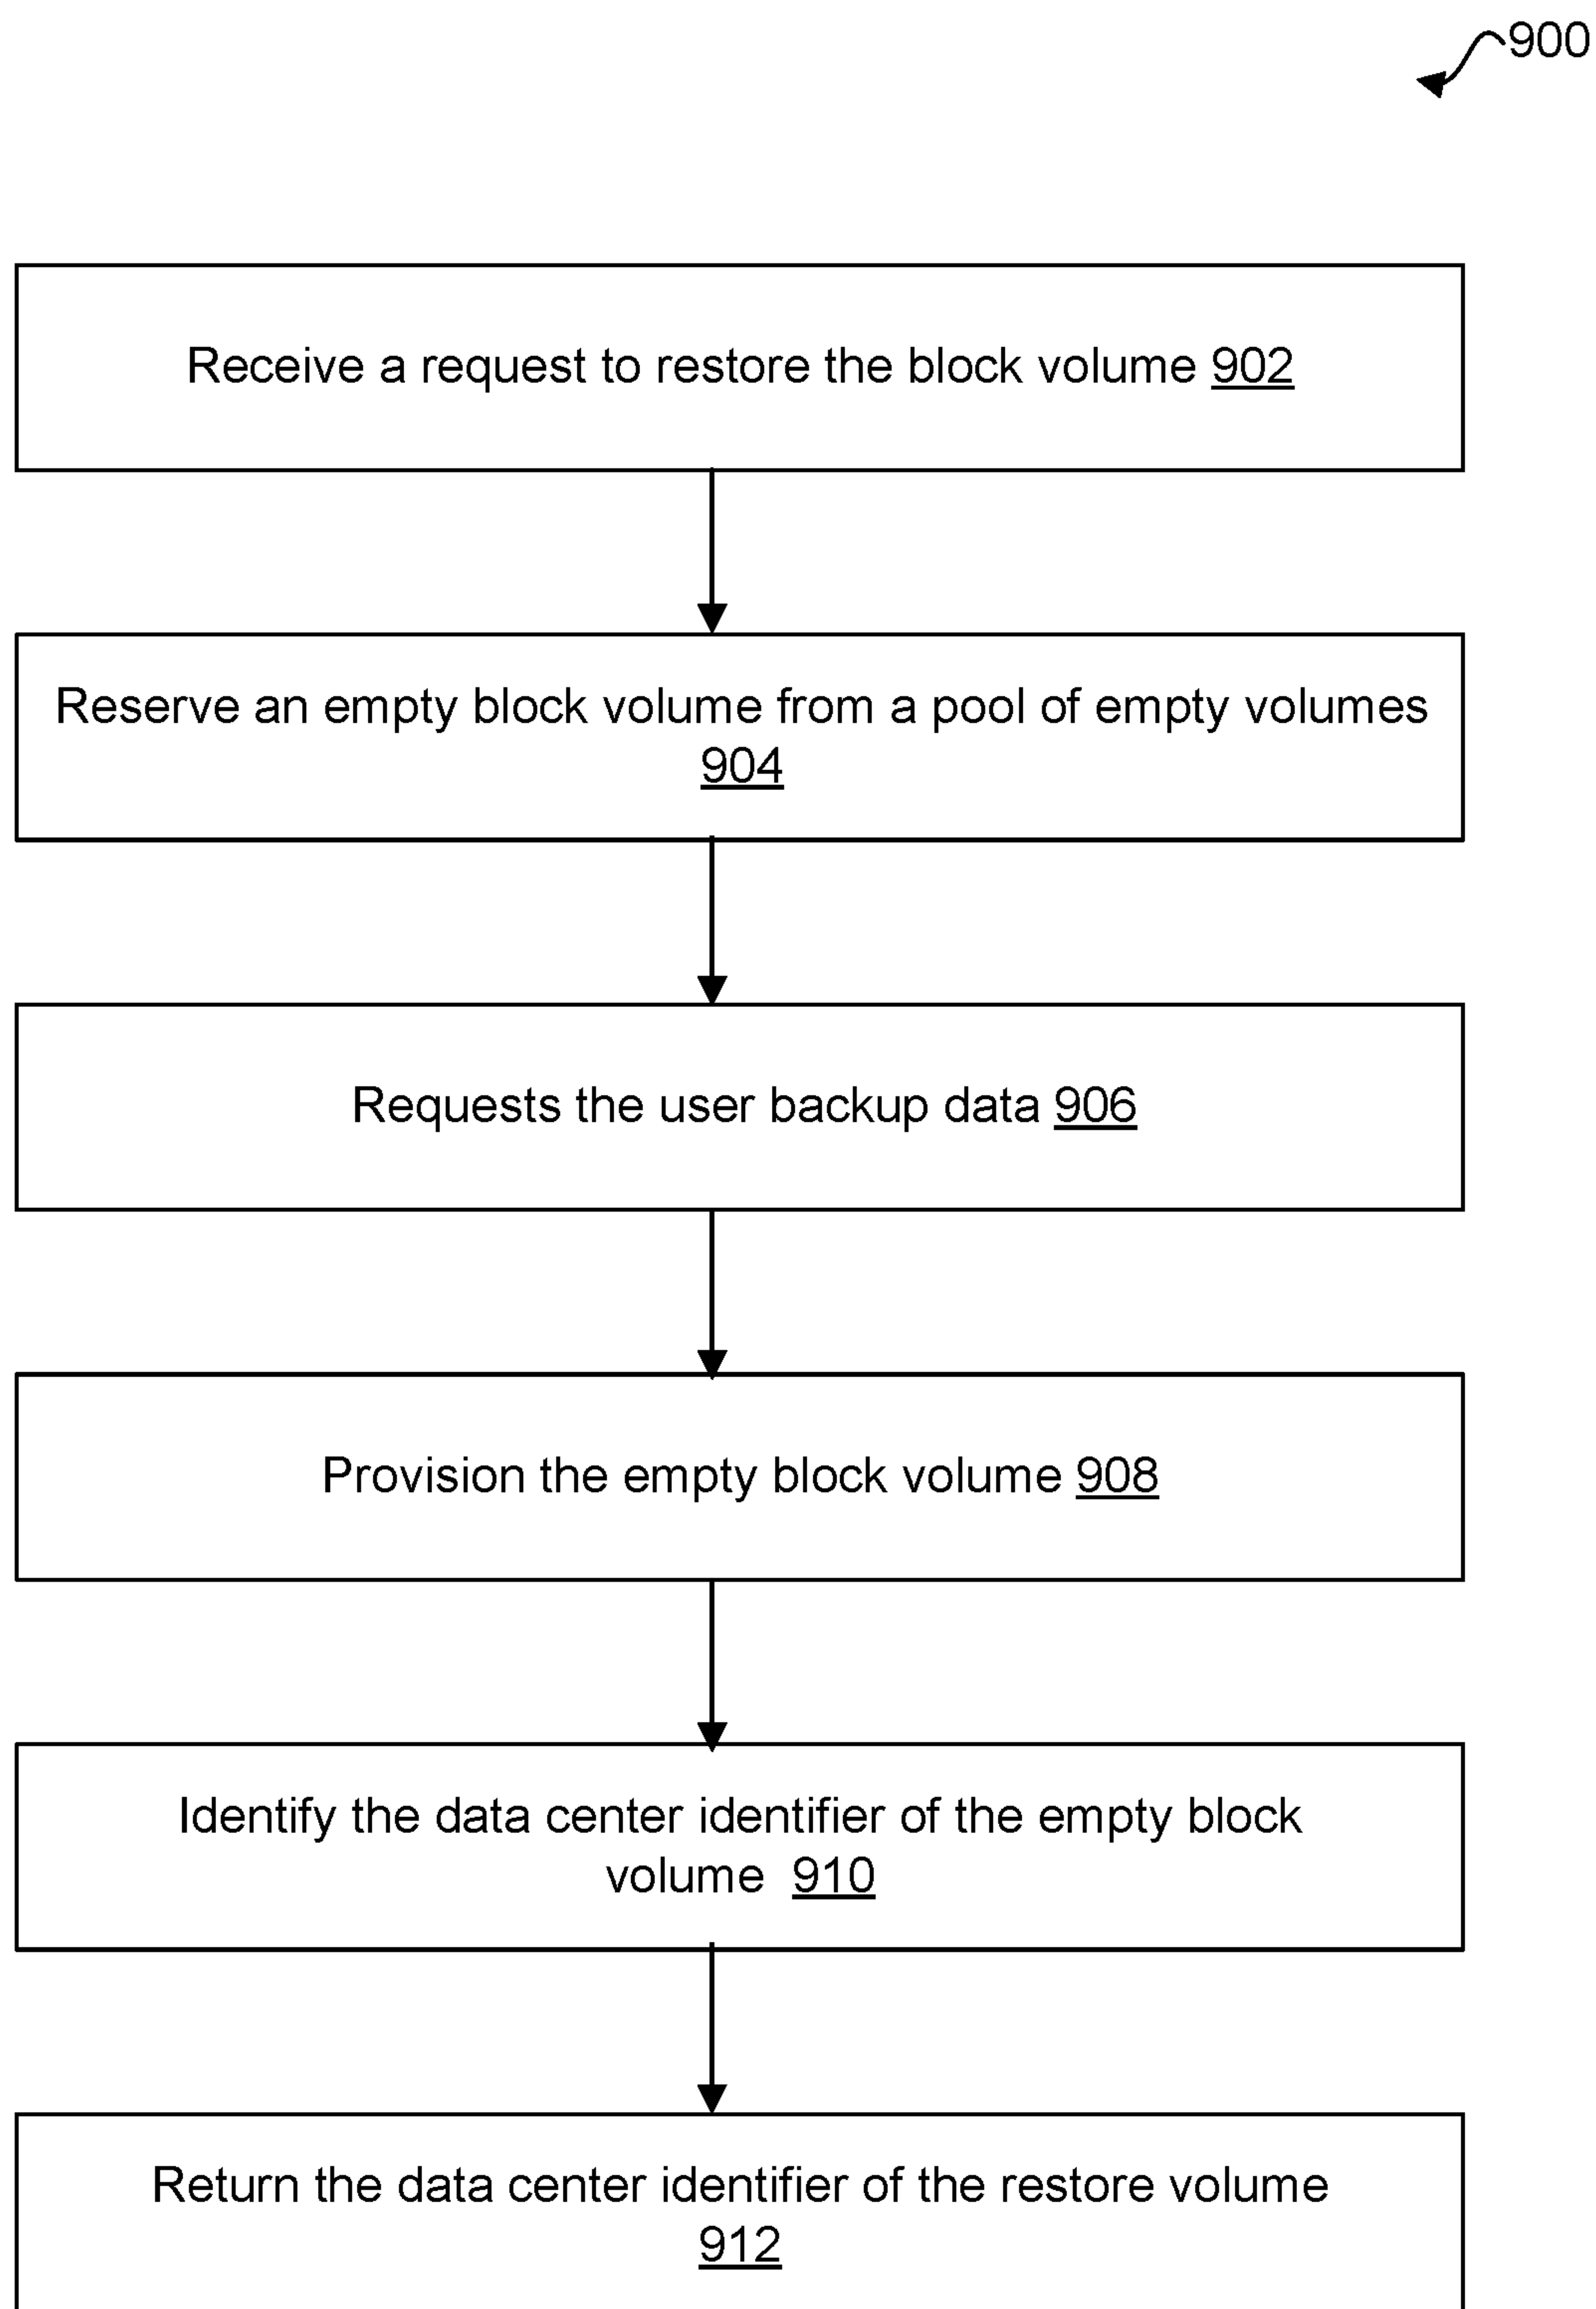 900
Receive a request to restore the block volume 902
Reserve an empty block volume from a pool of empty volumes
904
Requests the user backup data 906
Provision the empty block volume 908
Identify the data center identifier of the empty block
volume 910
Return the data center identifier of the restore volume
912